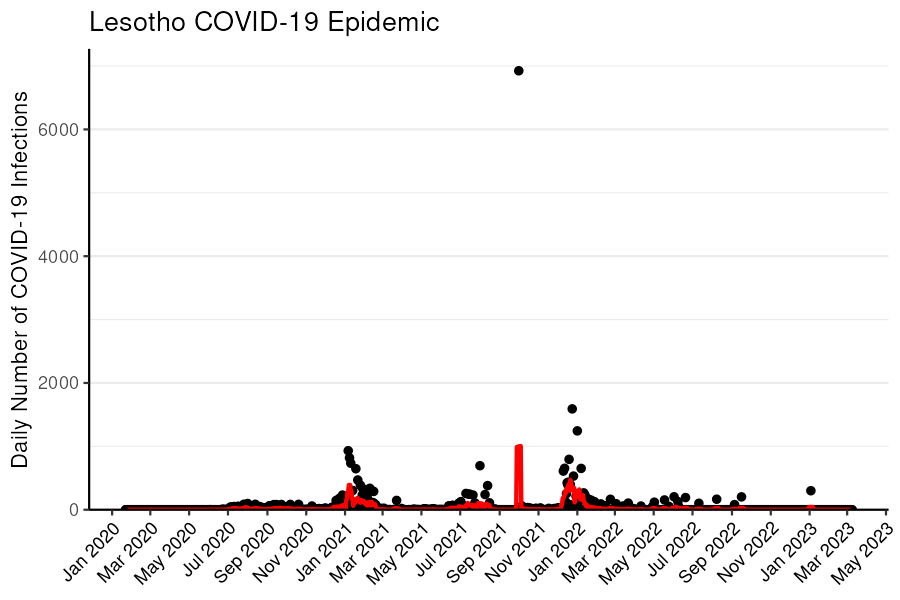 Lesotho COVID-19 Epidemic
Daily Number of COVID-19 Infections
6000
4000
2000
0
Jan 2020
Mar 2020
May 2020
Jul 2020
Sep 2020
Nov 2020
Jan 2021
Mar 2021
May 2021
Jul 2021
Sep 2021
Nov 2021
Jan 2022
Mar 2022
May 2022
Jul 2022
Sep 2022
Nov 2022
Jan 2023
Mar 2023
May 2023